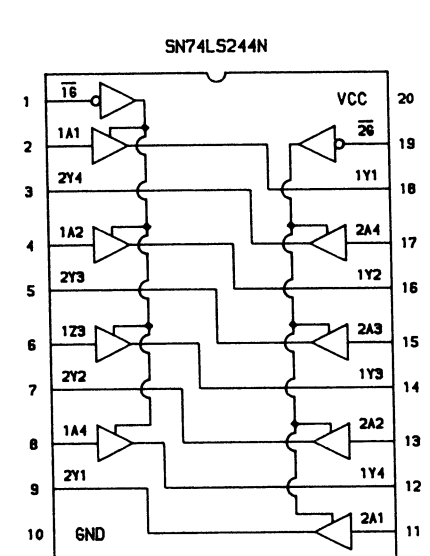 SN74LS244N
1 1G VCC 20
2 1A1 2G 19
3 2Y4 1Y1 18
4 1A2 2A4 17
5 2Y3 1Y2 16
6 1Z3 2A3 15
7 2Y2 1Y3 14
8 1A4 2A2 13
9 2Y1 1Y4 12
10 GND 2A1 11